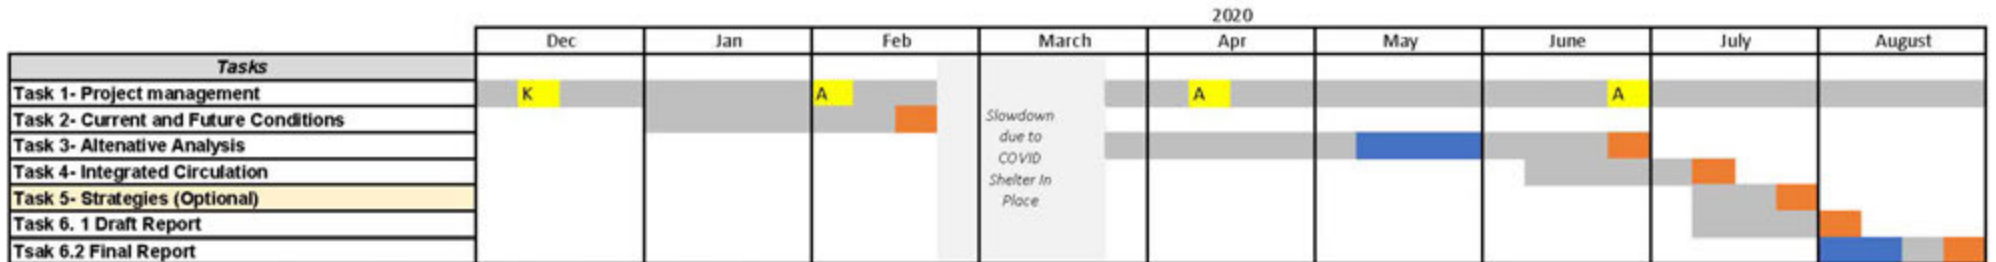 2020
Dec Jan Feb March Apr May June July August
Tasks
Task 1- Project management K A A A
Task 2- Current and Future Conditions
Task 3- Altenative Analysis
Task 4- Integrated Circulation
Task 5- Strategies (Optional)
Task 6. 1 Draft Report
Tsak 6.2 Final Report
Slowdown
due to
COVID
Shelter In
Place